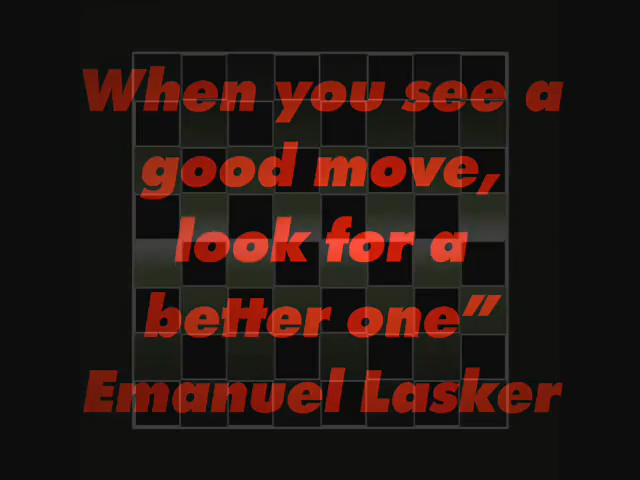 When you see a
good move,
look for a
better one”
Emanuel Lasker